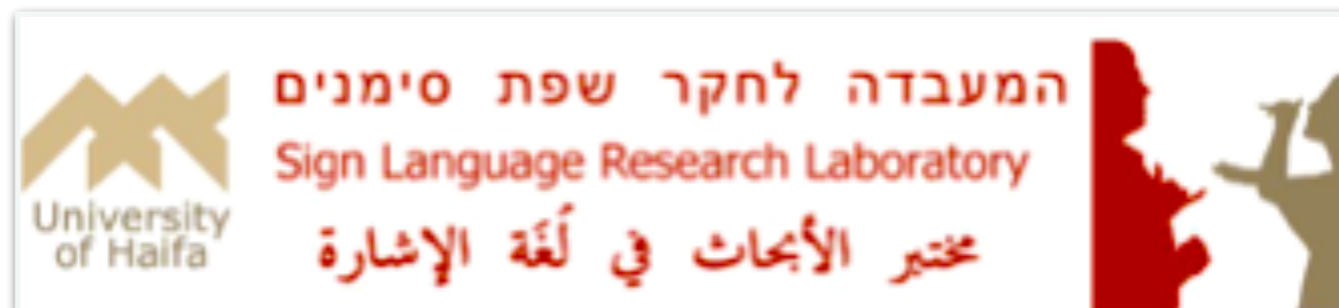 University
of Haifa
המעבדה לחקר שפת סימנים
Sign Language Research Laboratory
مختبر الأبحاث في لُغَة الإشارة